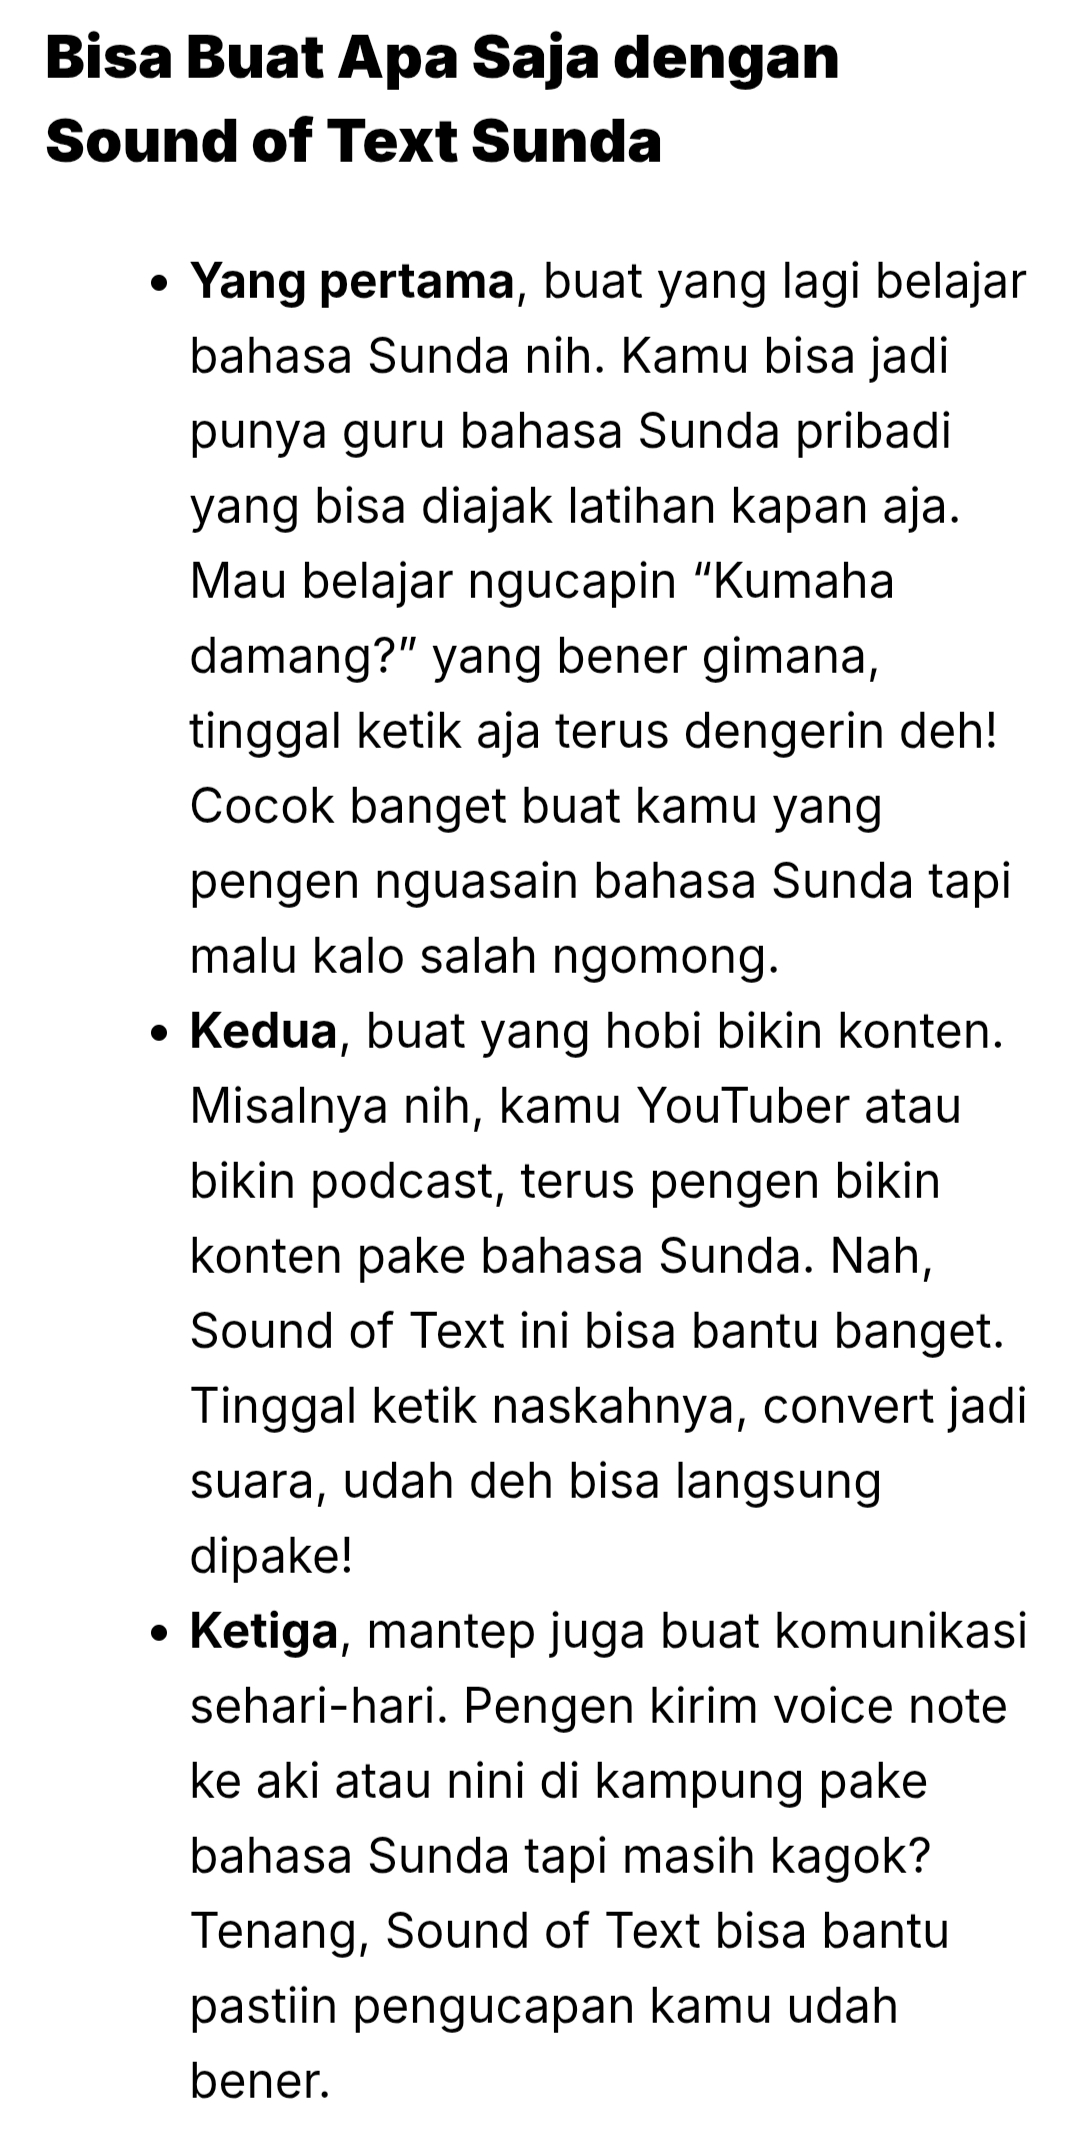 Bisa Buat Apa Saja dengan
Sound of Text Sunda
• Yang pertama, buat yang lagi belajar
bahasa Sunda nih. Kamu bisa jadi
punya guru bahasa Sunda pribadi
yang bisa diajak latihan kapan aja.
Mau belajar ngucapin “Kumaha
damang?” yang bener gimana,
tinggal ketik aja terus dengerin deh!
Cocok banget buat kamu yang
pengen nguasain bahasa Sunda tapi
malu kalo salah ngomong.
• Kedua, buat yang hobi bikin konten.
Misalnya nih, kamu YouTuber atau
bikin podcast, terus pengen bikin
konten pake bahasa Sunda. Nah,
Sound of Text ini bisa bantu banget.
Tinggal ketik naskahnya, convert jadi
suara, udah deh bisa langsung
dipake!
• Ketiga, mantep juga buat komunikasi
sehari-hari. Pengen kirim voice note
ke aki atau nini di kampung pake
bahasa Sunda tapi masih kagok?
Tenang, Sound of Text bisa bantu
pastiin pengucapan kamu udah
bener.